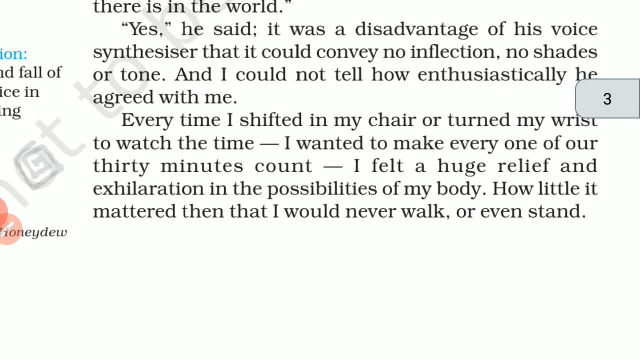 there is in the world."
"Yes," he said; it was a disadvantage of his voice
synthesiser that it could convey no inflection, no shades
or tone. And I could not tell how enthusiastically he
agreed with me.
Every time I shifted in my chair or turned my wrist
to watch the time — I wanted to make every one of our
thirty minutes count — I felt a huge relief and
exhilaration in the possibilities of my body. How little it
mattered then that I would never walk, or even stand.
ion:
nd fall of
ice in
ing
Honeydew
3
not to b